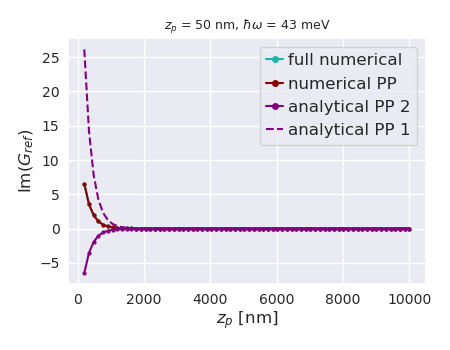 z_p = 50 nm, ℏω = 43 meV
full numerical
numerical PP
analytical PP 2
analytical PP 1
Im(G_ref)
25
20
15
10
5
0
−5
0 2000 4000 6000 8000 10000
z_p [nm]